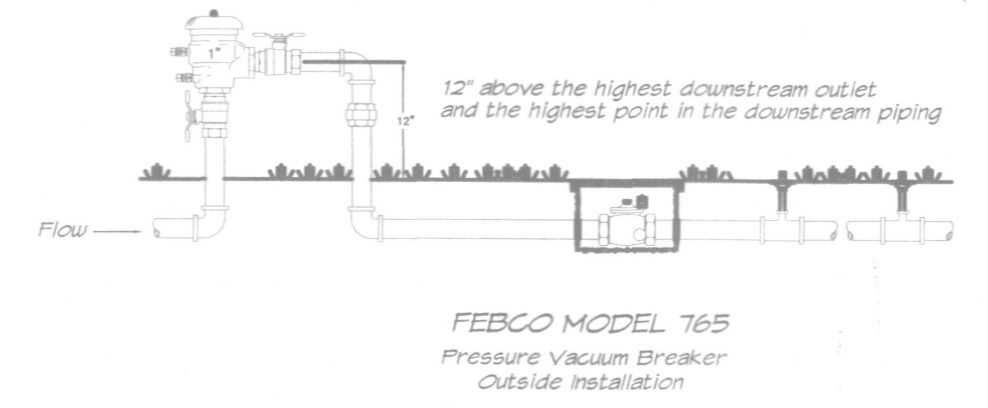 1"
12" above the highest downstream outlet
and the highest point in the downstream piping
12"
Flow
FEBCO MODEL 765
Pressure Vacuum Breaker
Outside Installation